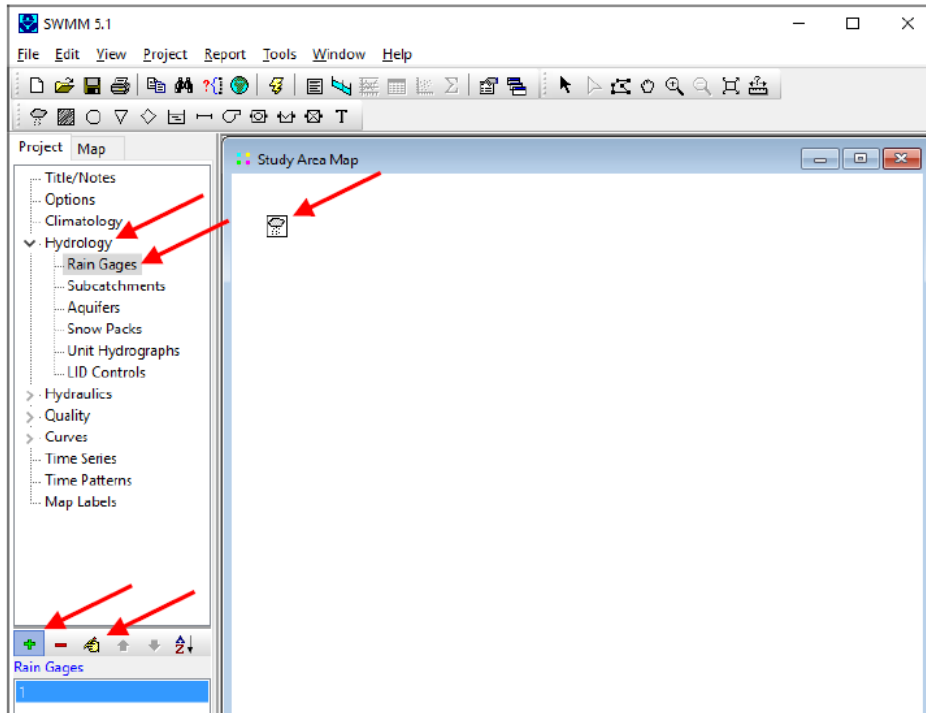 SWMM 5.1
File Edit View Project Report Tools Window Help
T
Project Map
Study Area Map
Title/Notes
Options
Climatology
Hydrology
Rain Gages
Subcatchments
Aquifers
Snow Packs
Unit Hydrographs
LID Controls
Hydraulics
Quality
Curves
Time Series
Time Patterns
Map Labels
Rain Gages
1